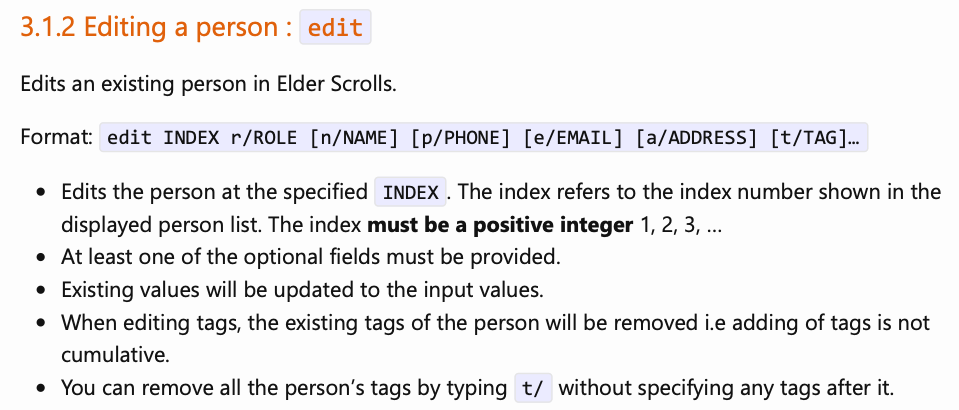 3.1.2 Editing a person : edit
Edits an existing person in Elder Scrolls.
Format: edit INDEX r/ROLE [n/NAME] [p/PHONE] [e/EMAIL] [a/ADDRESS] [t/TAG]…
• Edits the person at the specified INDEX. The index refers to the index number shown in the
displayed person list. The index must be a positive integer 1, 2, 3, …
• At least one of the optional fields must be provided.
• Existing values will be updated to the input values.
• When editing tags, the existing tags of the person will be removed i.e adding of tags is not
cumulative.
• You can remove all the person’s tags by typing t/ without specifying any tags after it.